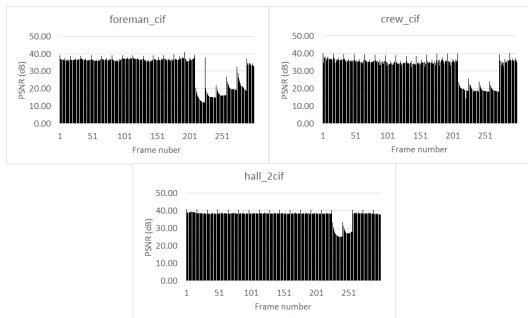 foreman_cif
PSNR (dB)
50.00
40.00
30.00
20.00
10.00
0.00
1 51 101 151 201 251
Frame nuber
crew_cif
PSNR (dB)
50.00
40.00
30.00
20.00
10.00
0.00
1 51 101 151 201 251
Frame number
hall_2cif
PSNR (dB)
50.00
40.00
30.00
20.00
10.00
0.00
1 51 101 151 201 251
Frame number